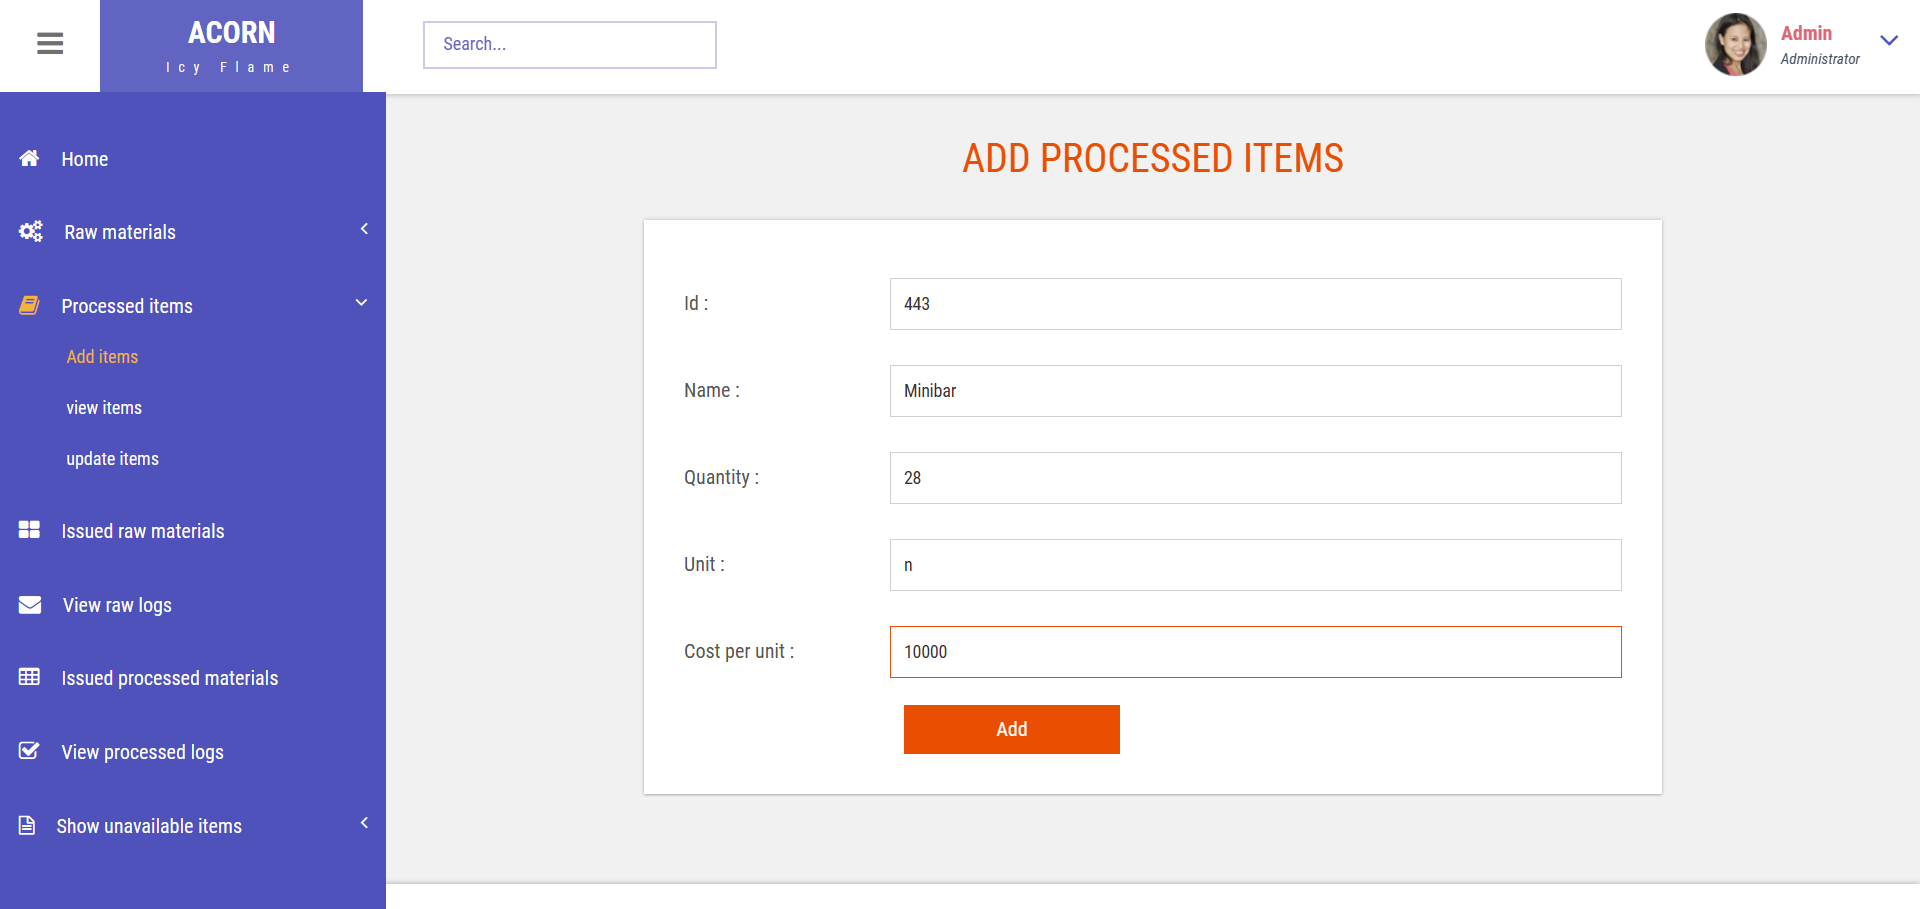 ACORN
Icy Flame
Search...
Admin
Administrator
Home
Raw materials
Processed items
Add items
view items
update items
Issued raw materials
View raw logs
Issued processed materials
View processed logs
Show unavailable items
ADD PROCESSED ITEMS
Id : 443
Name : Minibar
Quantity : 28
Unit : n
Cost per unit : 10000
Add